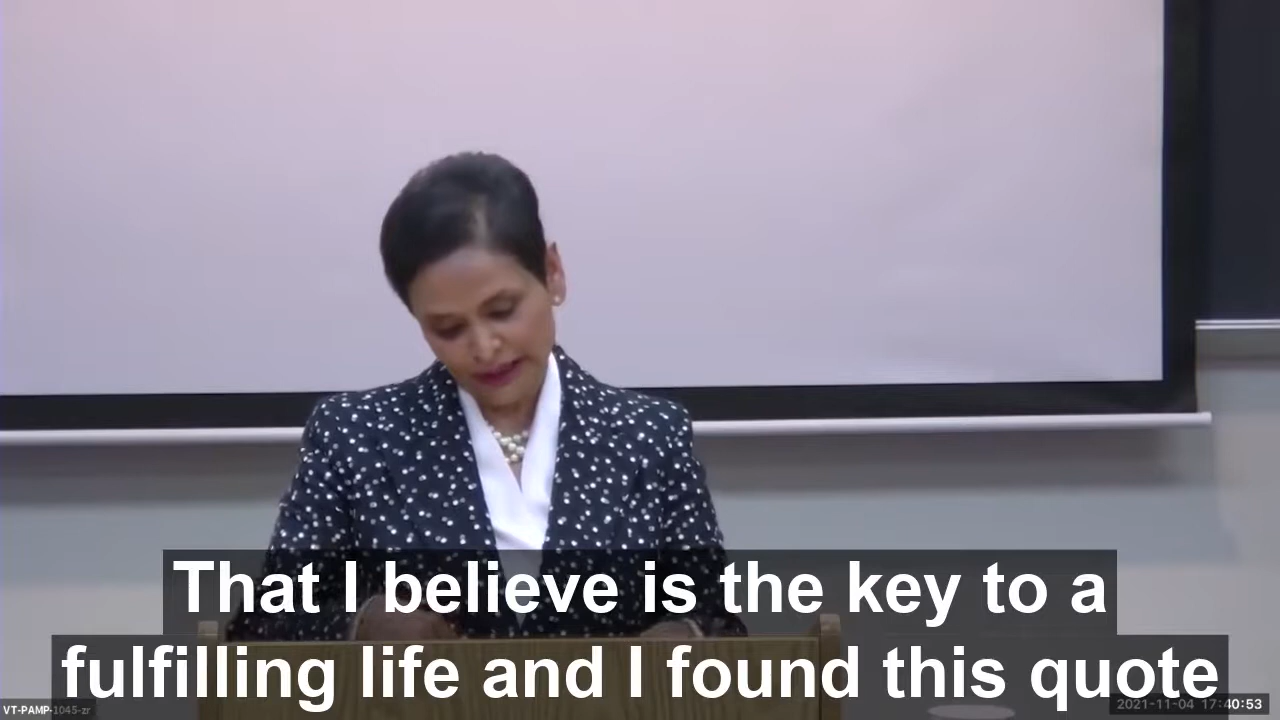 That I believe is the key to a
fulfilling life and I found this quote
VT-PAMP-1045-zr
2021-11-04 17:40:53